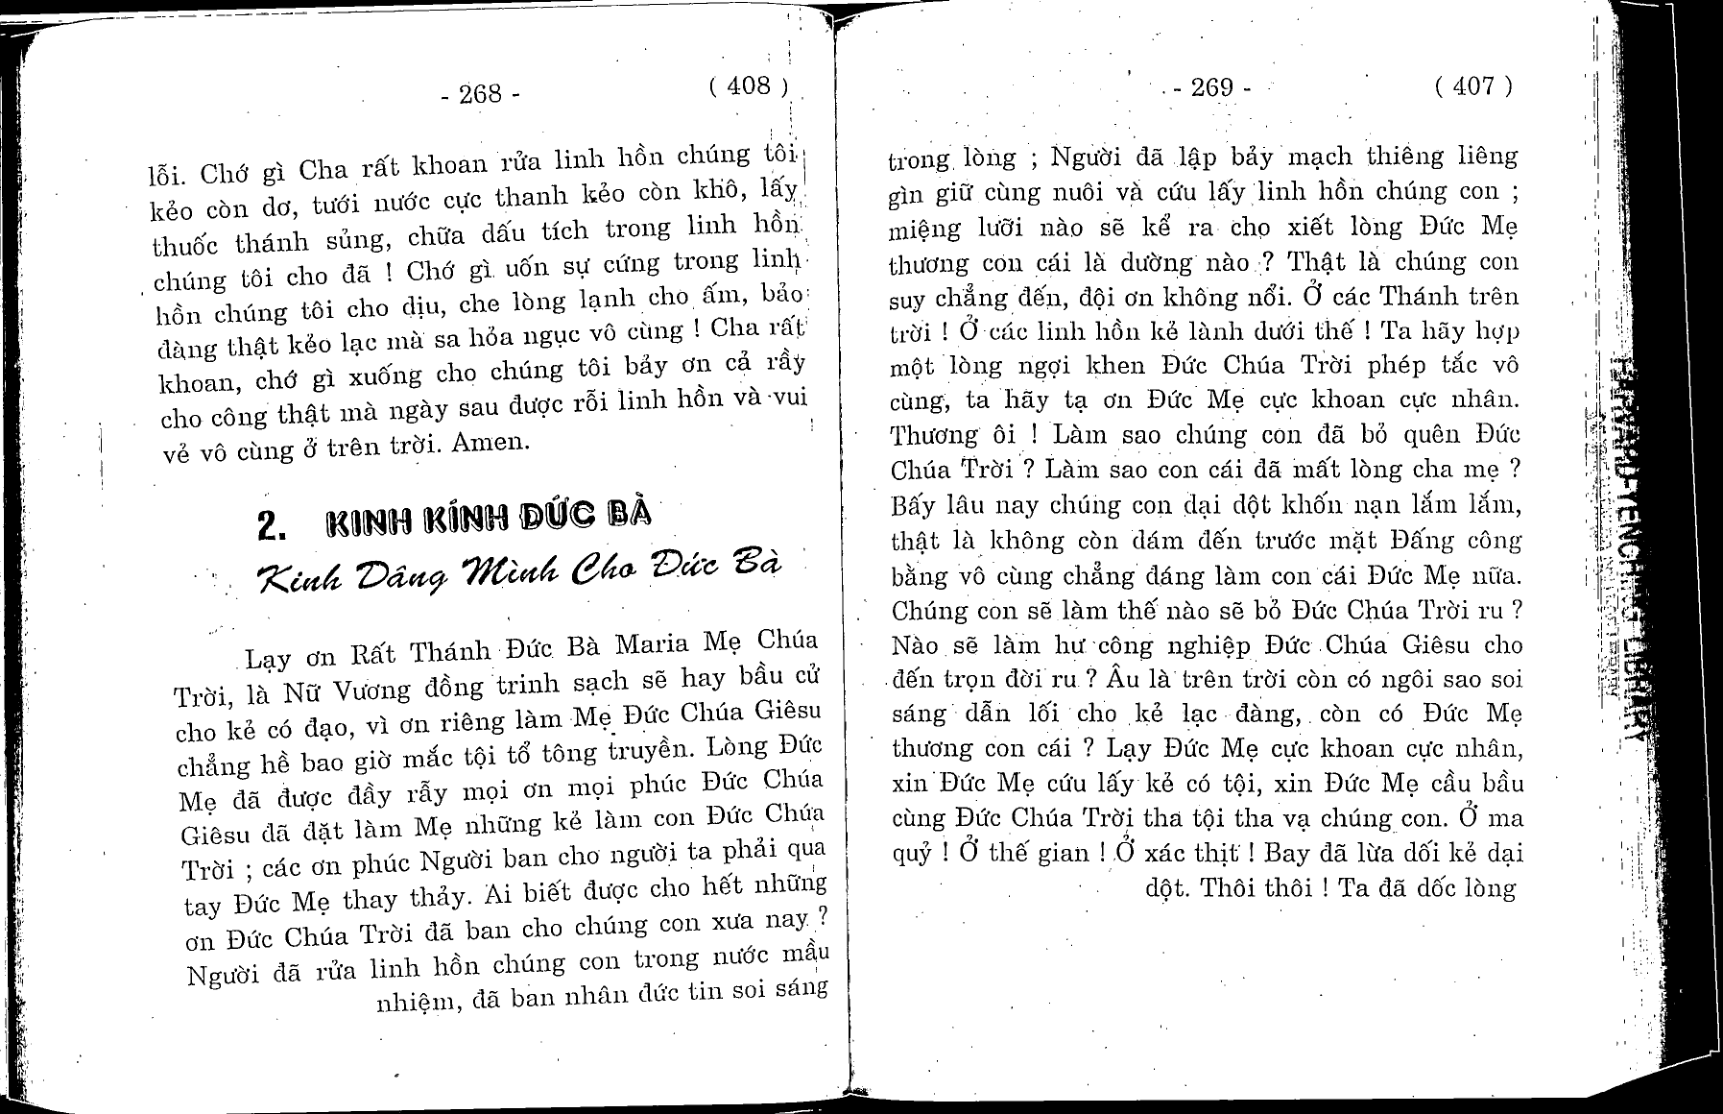 - 268 - ( 408 )
lỗi. Chớ gì Cha rất khoan rửa linh hồn chúng tôi
kẻo còn dơ, tưới nước cực thanh kẻo còn khô, lấy
thuốc thánh sủng, chữa dấu tích trong linh hồn
chúng tôi cho đã ! Chớ gì uốn sự cứng trong linh
hồn chúng tôi cho dịu, che lòng lạnh cho ấm, bảo
đàng thật kẻo lạc mà sa hỏa ngục vô cùng ! Cha rất
khoan, chớ gì xuống cho chúng tôi bảy ơn cả rầy
cho công thật mà ngày sau được rỗi linh hồn và vui
vẻ vô cùng ở trên trời. Amen.
2. KINH KÍNH ĐỨC BÀ
Kinh Dâng Mình Cho Đức Bà
Lạy ơn Rất Thánh Đức Bà Maria Mẹ Chúa
Trời, là Nữ Vương đồng trinh sạch sẽ hay bầu cử
cho kẻ có đạo, vì ơn riêng làm Mẹ Đức Chúa Giêsu
chẳng hề bao giờ mắc tội tổ tông truyền. Lòng Đức
Mẹ đã được đầy rẫy mọi ơn mọi phúc Đức Chúa
Giêsu đã đặt làm Mẹ những kẻ làm con Đức Chúa
Trời ; các ơn phúc Người ban cho người ta phải qua
tay Đức Mẹ thay thảy. Ai biết được cho hết những
ơn Đức Chúa Trời đã ban cho chúng con xưa nay ?
Người đã rửa linh hồn chúng con trong nước mầu
nhiệm, đã ban nhân đức tin soi sáng
- 269 - ( 407 )
trong lòng ; Người đã lập bảy mạch thiêng liêng
gìn giữ cùng nuôi và cứu lấy linh hồn chúng con ;
miệng lưỡi nào sẽ kể ra cho xiết lòng Đức Mẹ
thương con cái là dường nào ? Thật là chúng con
suy chẳng đến, đội ơn không nổi. Ở các Thánh trên
trời ! Ở các linh hồn kẻ lành dưới thế ! Ta hãy hợp
một lòng ngợi khen Đức Chúa Trời phép tắc vô
cùng, ta hãy tạ ơn Đức Mẹ cực khoan cực nhân.
Thương ôi ! Làm sao chúng con đã bỏ quên Đức
Chúa Trời ? Làm sao con cái đã mất lòng cha mẹ ?
Bấy lâu nay chúng con dại dột khốn nạn lắm lắm,
thật là không còn dám đến trước mặt Đấng công
bằng vô cùng chẳng đáng làm con cái Đức Mẹ nữa.
Chúng con sẽ làm thế nào sẽ bỏ Đức Chúa Trời ru ?
Nào sẽ làm hư công nghiệp Đức Chúa Giêsu cho
đến trọn đời ru ? Âu là trên trời còn có ngôi sao soi
sáng dẫn lối cho kẻ lạc đàng, còn có Đức Mẹ
thương con cái ? Lạy Đức Mẹ cực khoan cực nhân,
xin Đức Mẹ cứu lấy kẻ có tội, xin Đức Mẹ cầu bầu
cùng Đức Chúa Trời tha tội tha vạ chúng con. Ở ma
quỷ ! Ở thế gian ! Ở xác thịt ! Bay đã lừa dối kẻ dại
dột. Thôi thôi ! Ta đã dốc lòng
HARVARD-YENCHING LIBRARY